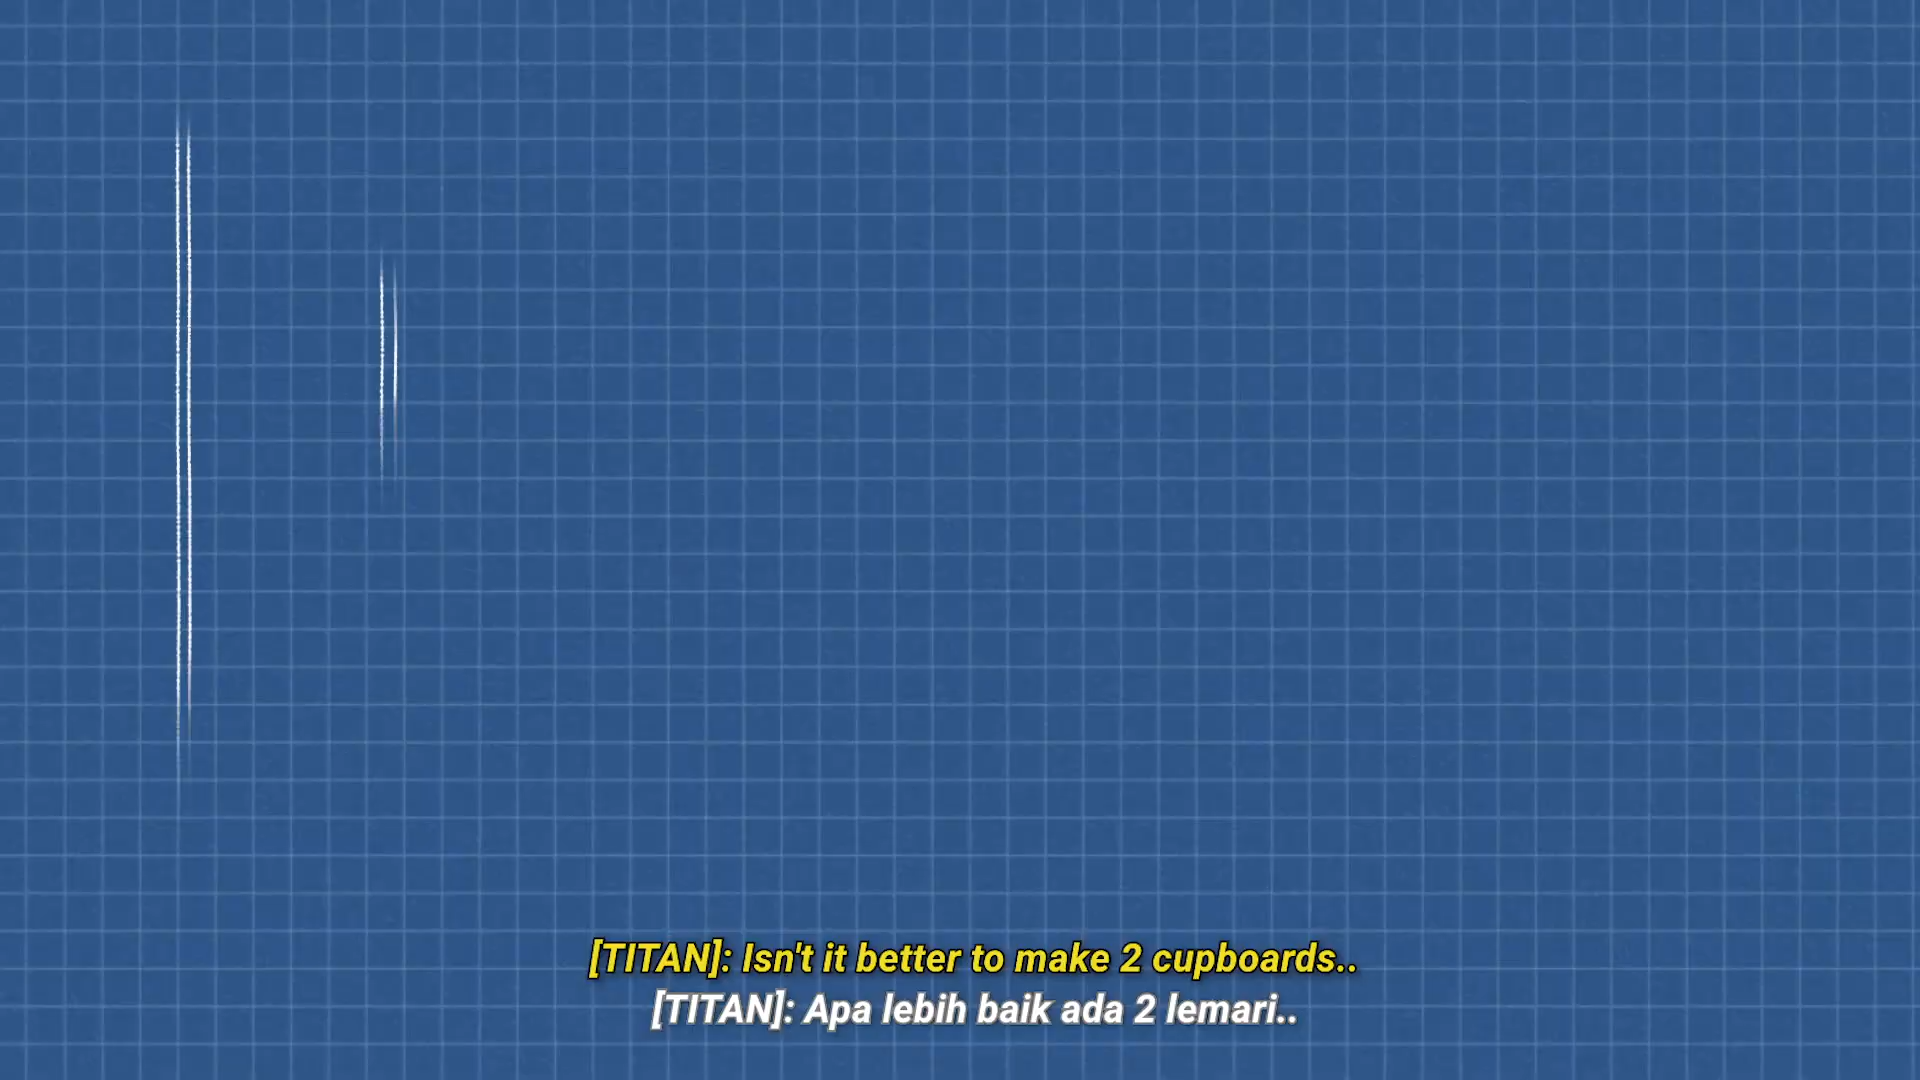 [TITAN]: Isn't it better to make 2 cupboards..
[TITAN]: Apa lebih baik ada 2 lemari..